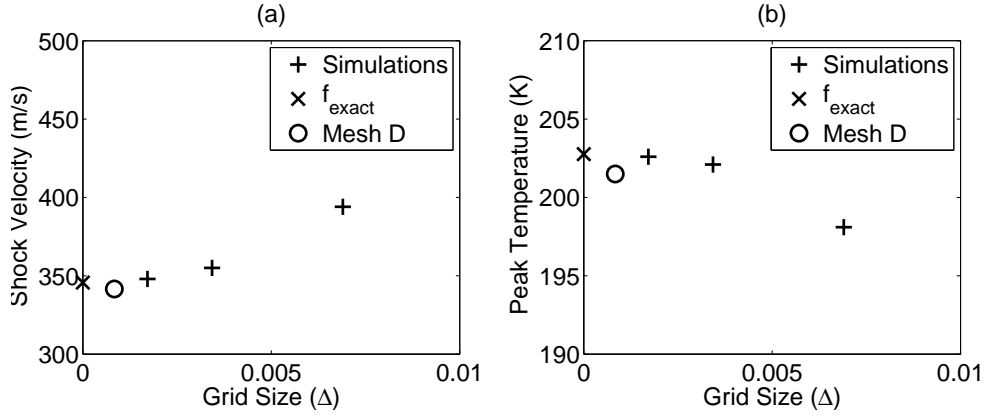 (a)
500
450
400
350
300
Shock Velocity (m/s)
Simulations
f_exact
Mesh D
0
0.005
0.01
Grid Size (Δ)
(b)
210
205
200
195
190
Peak Temperature (K)
Simulations
f_exact
Mesh D
0
0.005
0.01
Grid Size (Δ)